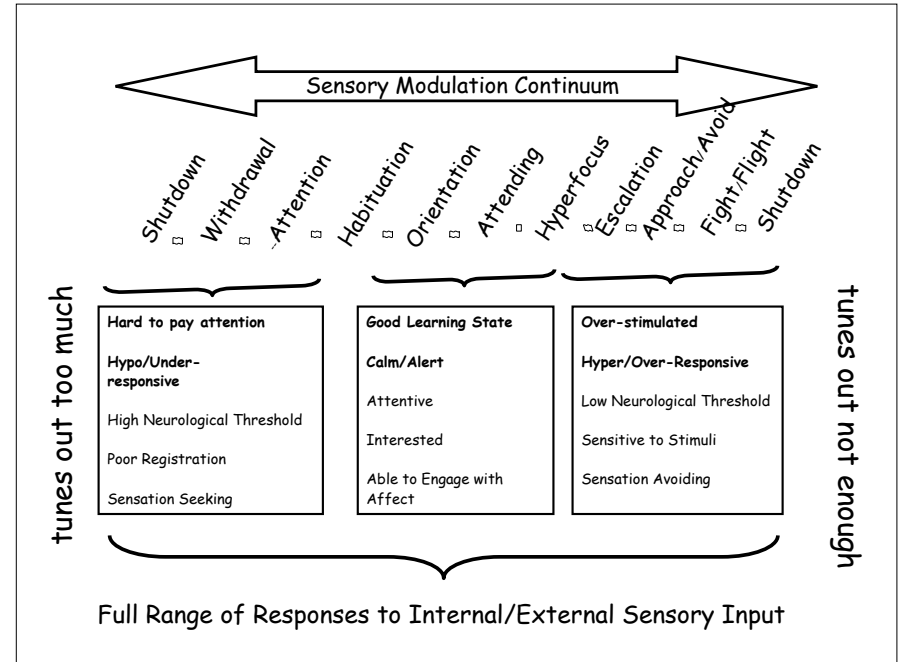 Sensory Modulation Continuum
Shutdown
Withdrawal
Attention
Habituation
Orientation
Attending
Hyperfocus
Escalation
Approach/Avoid
Fight/Flight
Shutdown
tunes out too much
Hard to pay attention
Hypo/Under-
responsive
High Neurological Threshold
Poor Registration
Sensation Seeking
Good Learning State
Calm/Alert
Attentive
Interested
Able to Engage with
Affect
Over-stimulated
Hyper/Over-Responsive
Low Neurological Threshold
Sensitive to Stimuli
Sensation Avoiding
tunes out not enough
Full Range of Responses to Internal/External Sensory Input